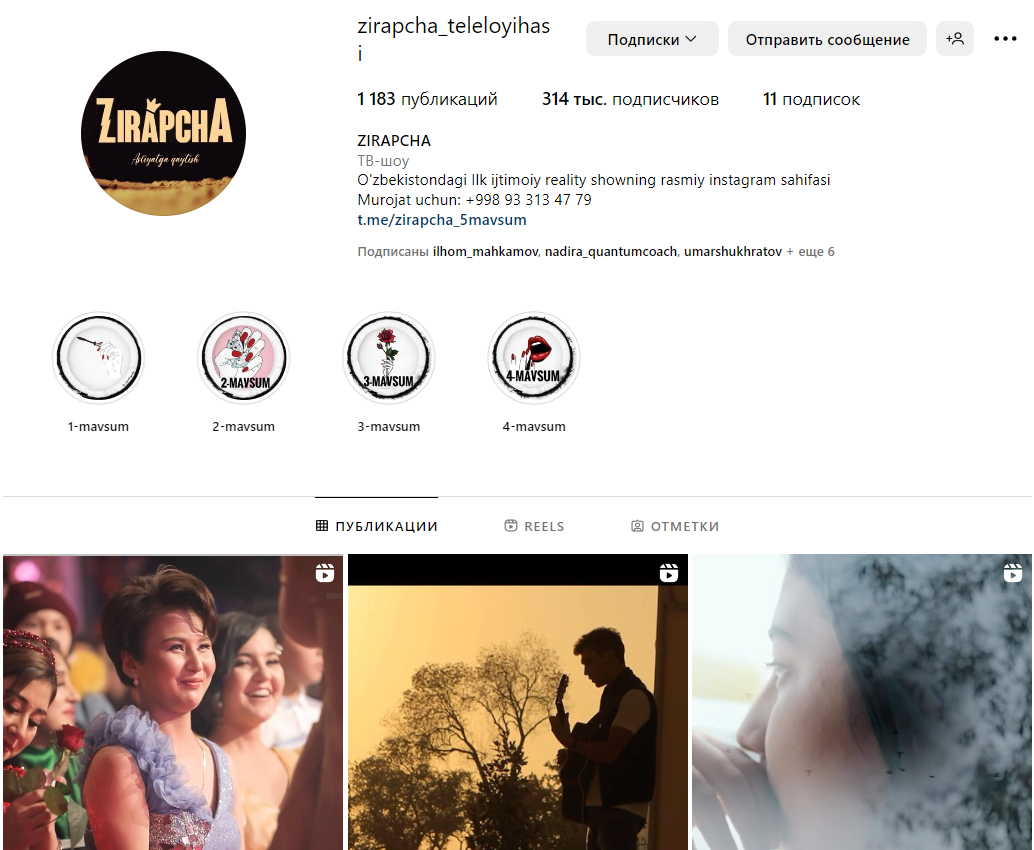 zirapcha_teleloyihas
i
Подписки
Отправить сообщение
1 183 публикаций
314 тыс. подписчиков
11 подписок
ZIRAPCHA
Asliyatga qaytish
ZIRAPCHA
ТВ-шоу
O'zbekistondagi Ilk ijtimoiy reality showning rasmiy instagram sahifasi
Murojat uchun: +998 93 313 47 79
t.me/zirapcha_5mavsum
Подписаны ilhom_mahkamov, nadira_quantumcoach, umarshukhratov + еще 6
2-MAVSUM
3-MAVSUM
4-MAVSUM
1-mavsum
2-mavsum
3-mavsum
4-mavsum
ПУБЛИКАЦИИ
REELS
ОТМЕТКИ